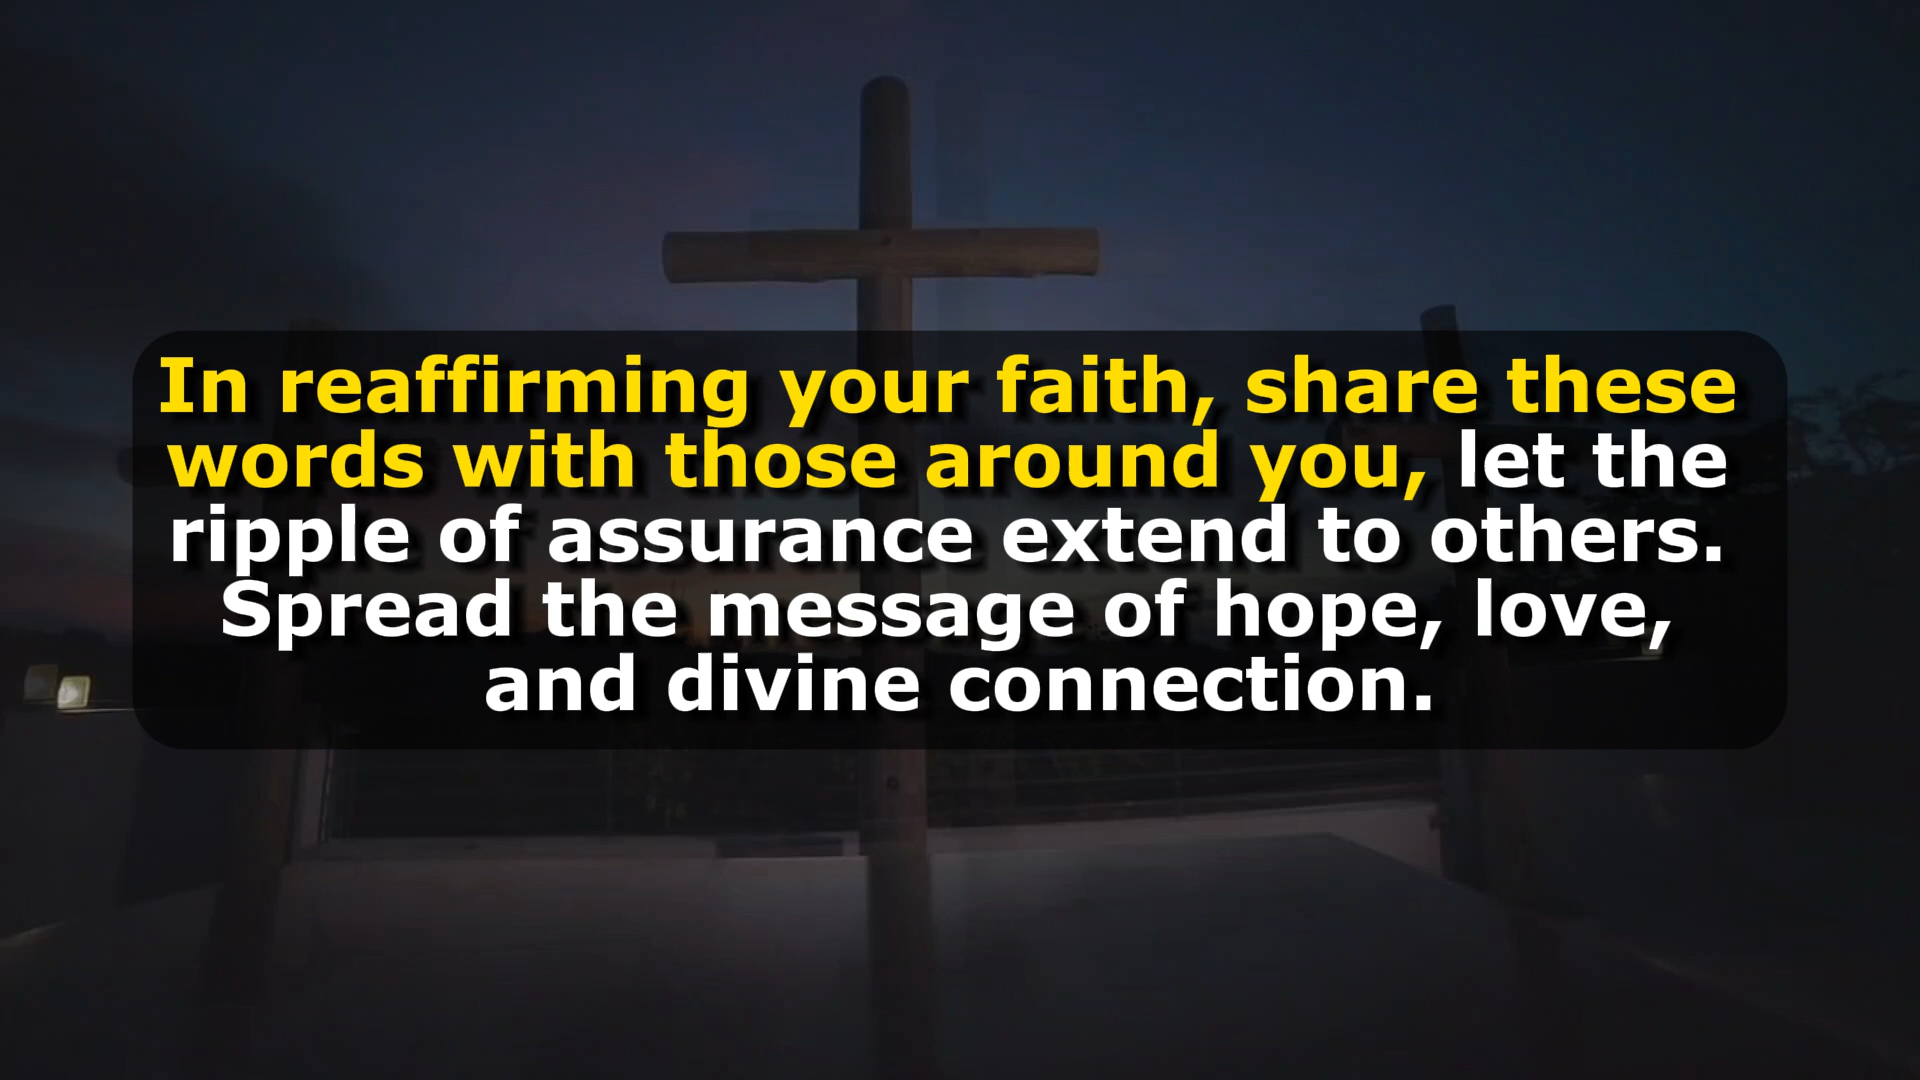 In reaffirming your faith, share these
words with those around you, let the
ripple of assurance extend to others.
Spread the message of hope, love,
and divine connection.